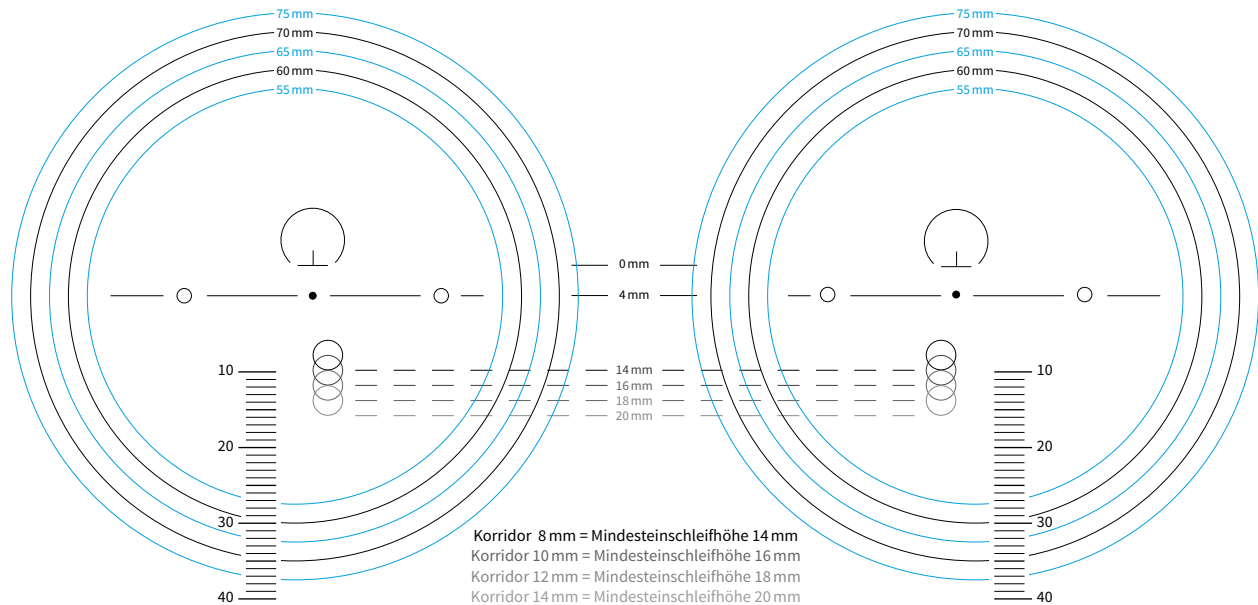 75 mm
70 mm
65 mm
60 mm
55 mm
75 mm
70 mm
65 mm
60 mm
55 mm
0 mm
4 mm
14 mm
16 mm
18 mm
20 mm
10
20
30
40
10
20
30
40
Korridor 8 mm = Mindesteinschleifhöhe 14 mm
Korridor 10 mm = Mindesteinschleifhöhe 16 mm
Korridor 12 mm = Mindesteinschleifhöhe 18 mm
Korridor 14 mm = Mindesteinschleifhöhe 20 mm